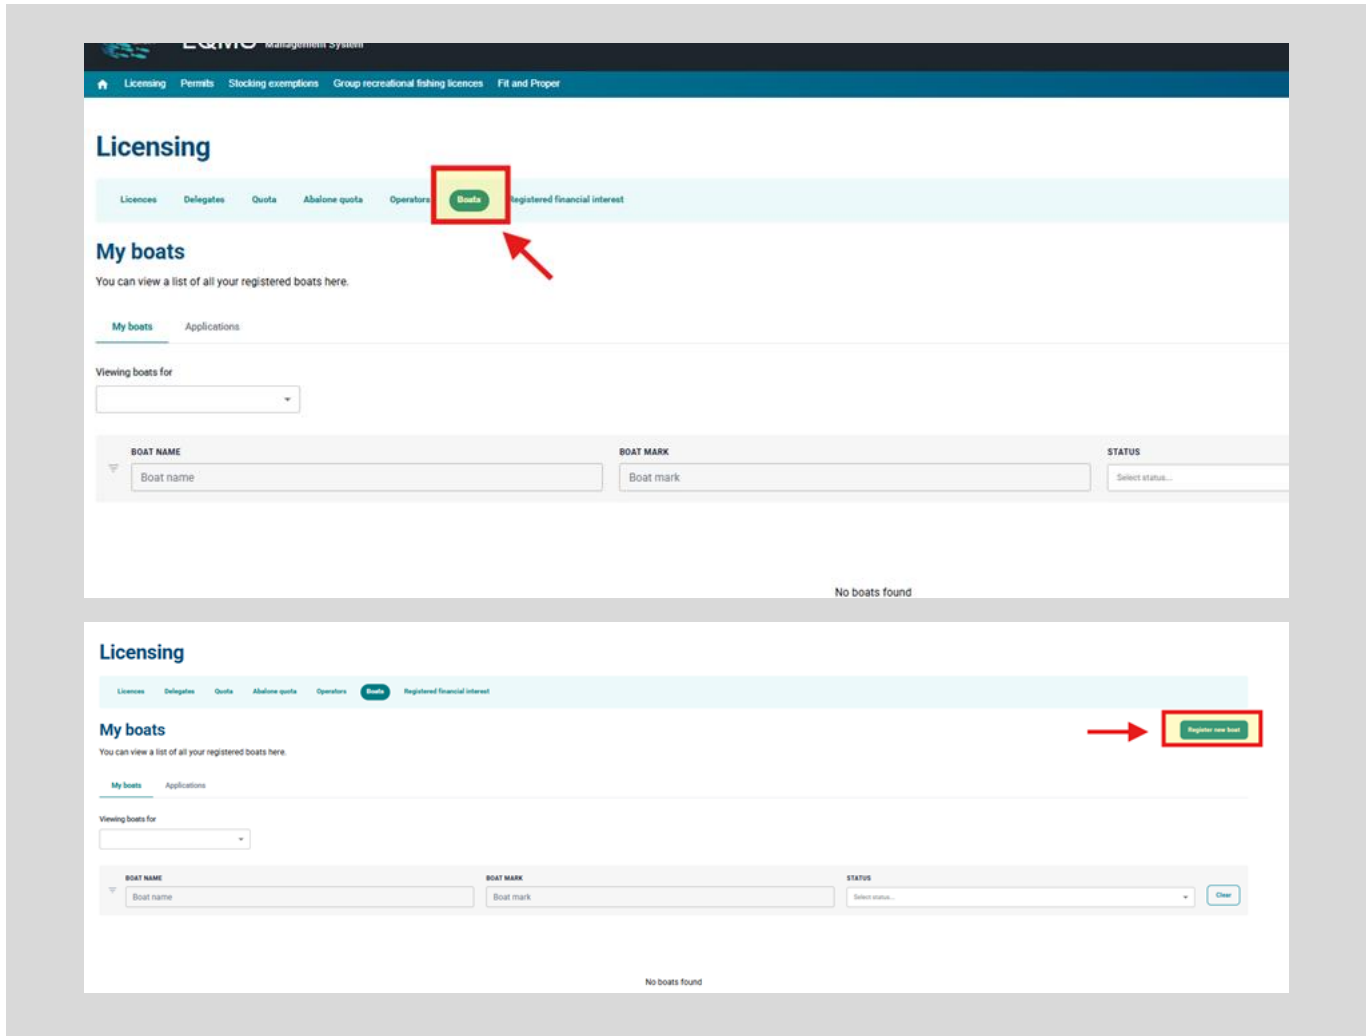 Management System
Licensing Permits Stocking exemptions Group recreational fishing licences Fit and Proper
Licensing
Licences Delegates Quota Abalone quota Operators Boats Registered financial interest
My boats
You can view a list of all your registered boats here.
My boats Applications
Viewing boats for
BOAT NAME BOAT MARK STATUS
Boat name Boat mark Select status...
No boats found
Licensing
Licences Delegates Quota Abalone quota Operators Boats Registered financial interest
My boats Register new boat
You can view a list of all your registered boats here.
My boats Applications
Viewing boats for
BOAT NAME BOAT MARK STATUS
Boat name Boat mark Select status... Clear
No boats found